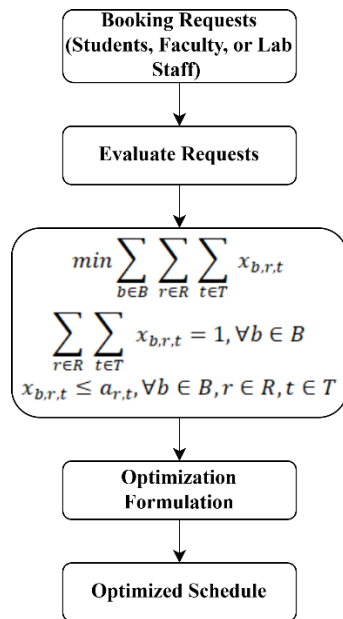 Booking Requests
(Students, Faculty, or Lab
Staff)
Evaluate Requests
min∑_{b∈B} ∑_{r∈R} ∑_{t∈T} x_{b,r,t}
∑_{r∈R} ∑_{t∈T} x_{b,r,t} = 1, ∀b ∈ B
x_{b,r,t} ≤ a_{r,t}, ∀b ∈ B, r ∈ R, t ∈ T
Optimization
Formulation
Optimized Schedule